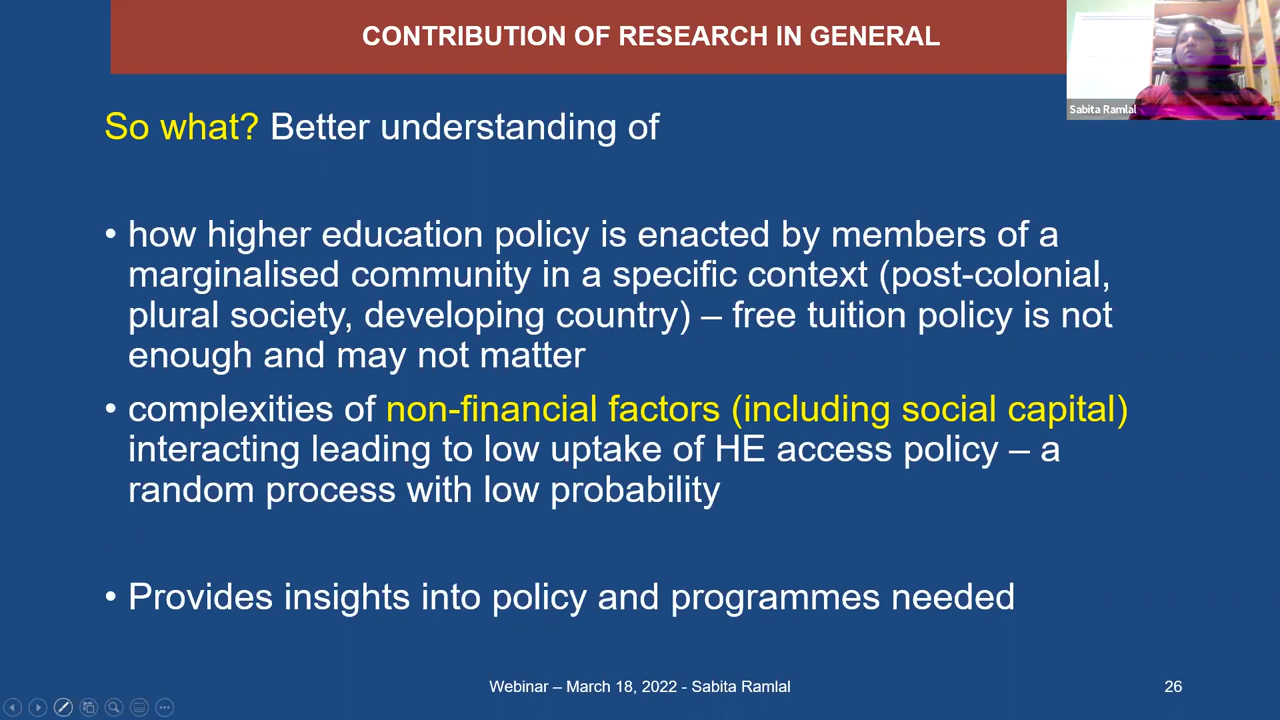 CONTRIBUTION OF RESEARCH IN GENERAL
Sabita Ramlal
So what? Better understanding of
• how higher education policy is enacted by members of a
marginalised community in a specific context (post-colonial,
plural society, developing country) – free tuition policy is not
enough and may not matter
• complexities of non-financial factors (including social capital)
interacting leading to low uptake of HE access policy – a
random process with low probability
• Provides insights into policy and programmes needed
Webinar – March 18, 2022 - Sabita Ramlal
26